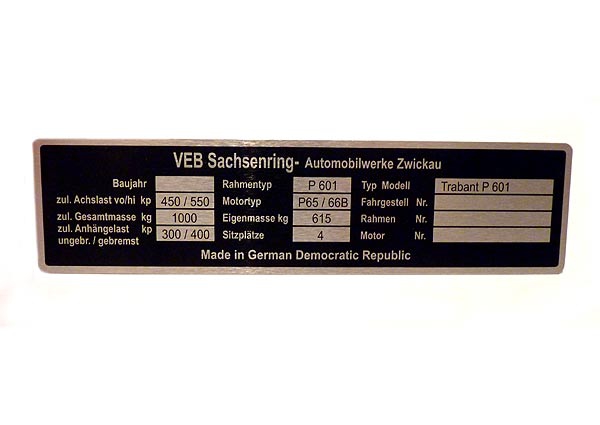 VEB Sachsenring- Automobilwerke Zwickau
Baujahr Rahmentyp P 601 Typ Modell Trabant P 601
zul. Achslast vo/hi kp 450 / 550 Motortyp P65 / 66B Fahrgestell Nr.
zul. Gesamtmasse kg 1000 Eigenmasse kg 615 Rahmen Nr.
zul. Anhängelast kp 300 / 400 Sitzplätze 4 Motor Nr.
ungebr. / gebremst
Made in German Democratic Republic